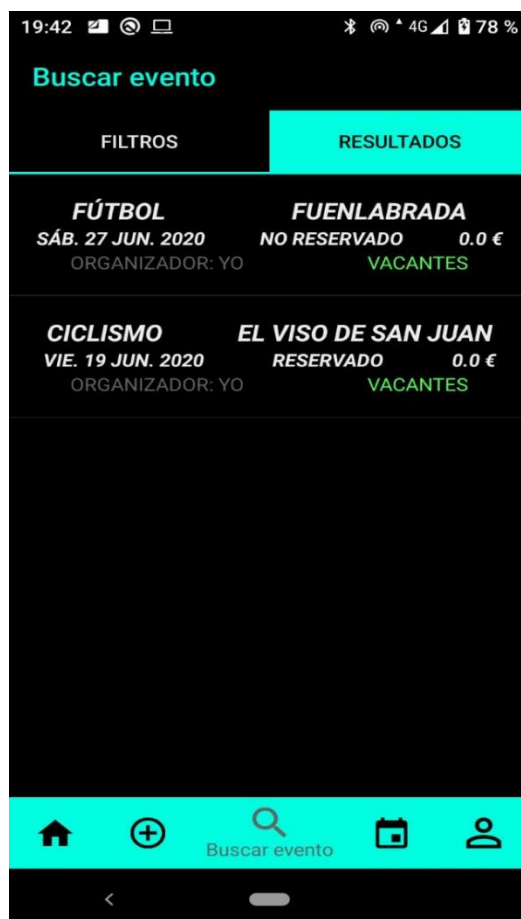 19:42 4G 78 %
Buscar evento
FILTROS RESULTADOS
FÚTBOL FUENLABRADA
SÁB. 27 JUN. 2020 NO RESERVADO 0.0 €
ORGANIZADOR: YO VACANTES
CICLISMO EL VISO DE SAN JUAN
VIE. 19 JUN. 2020 RESERVADO 0.0 €
ORGANIZADOR: YO VACANTES
Buscar evento